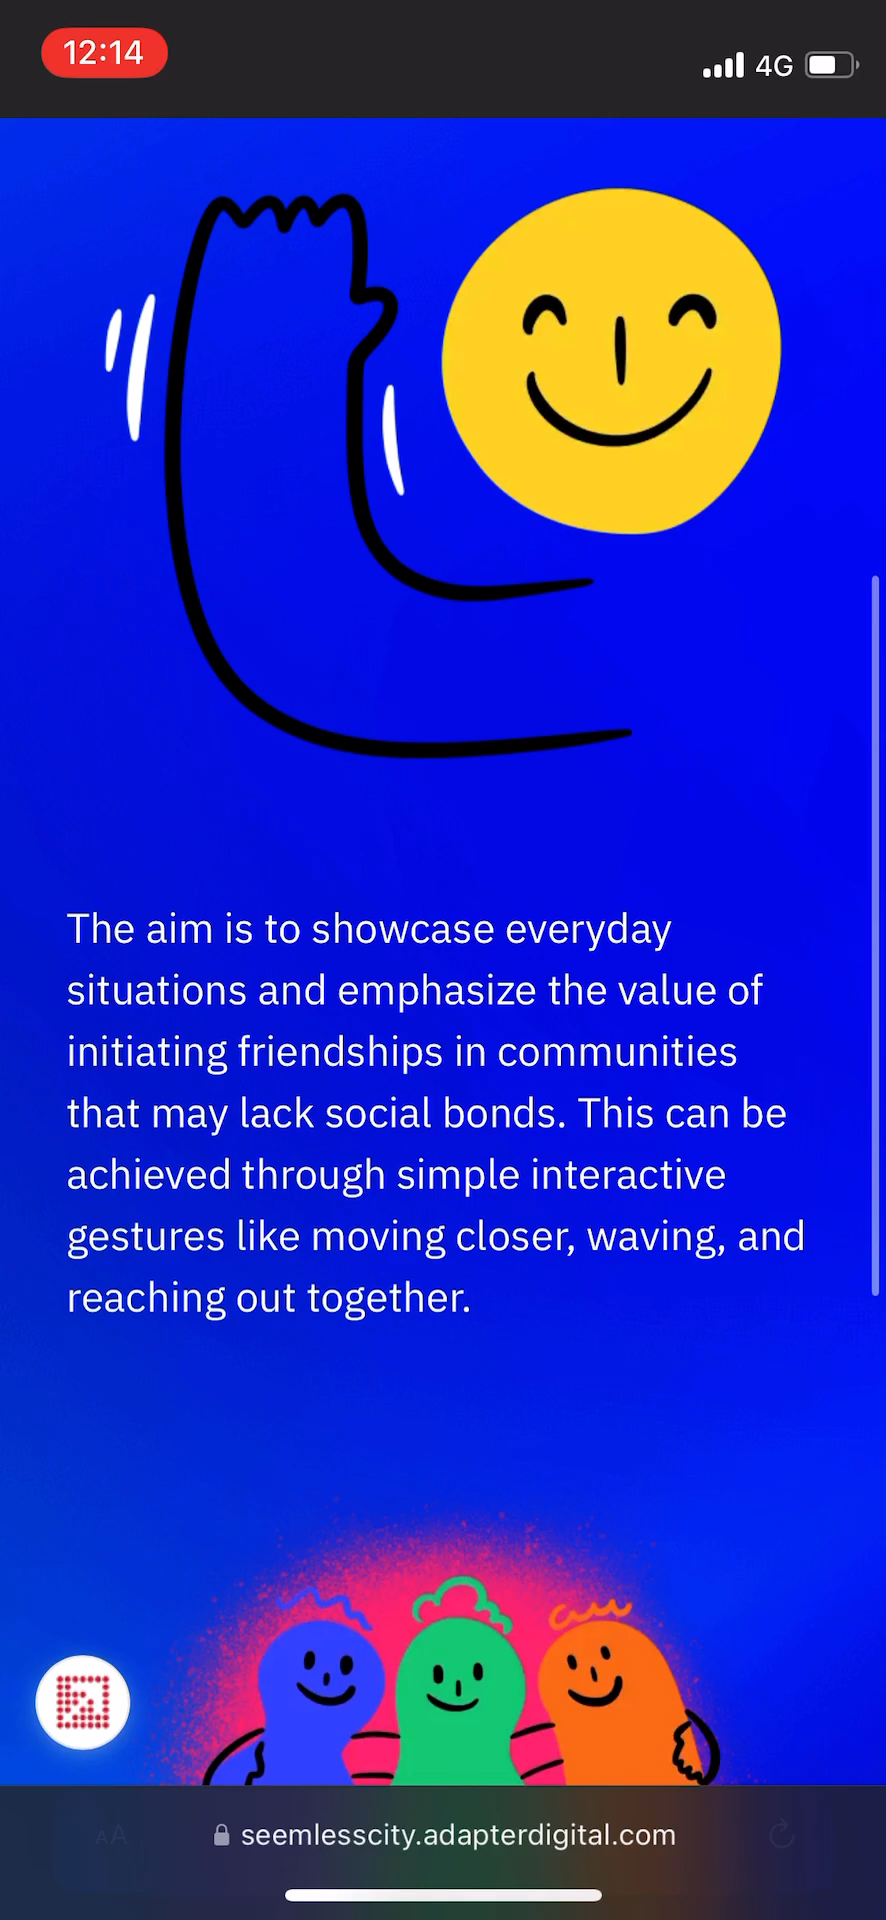 12:14
4G
The aim is to showcase everyday
situations and emphasize the value of
initiating friendships in communities
that may lack social bonds. This can be
achieved through simple interactive
gestures like moving closer, waving, and
reaching out together.
AA
seemlesscity.adapterdigital.com